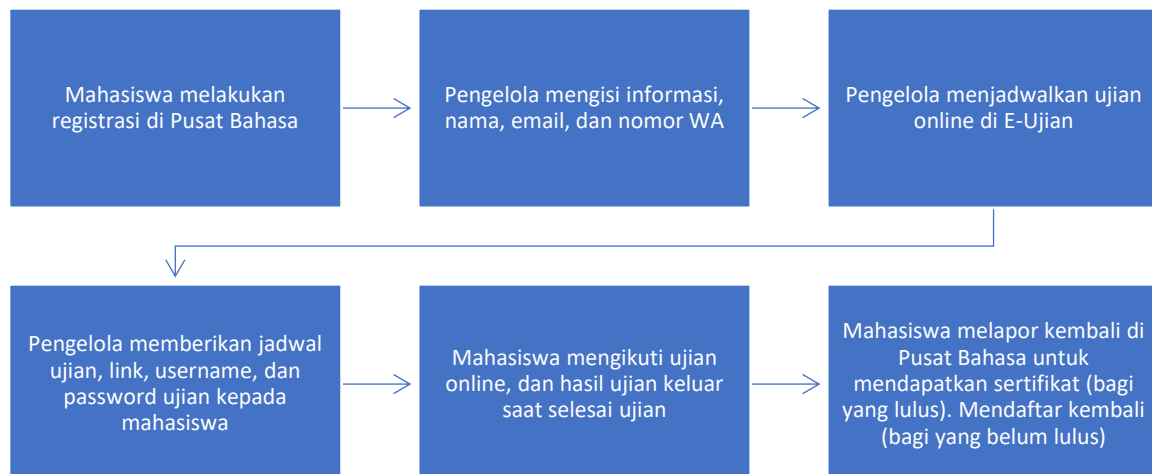 Mahasiswa melakukan
registrasi di Pusat Bahasa
Pengelola mengisi informasi,
nama, email, dan nomor WA
Pengelola menjadwalkan ujian
online di E-Ujian
Pengelola memberikan jadwal
ujian, link, username, dan
password ujian kepada
mahasiswa
Mahasiswa mengikuti ujian
online, dan hasil ujian keluar
saat selesai ujian
Mahasiswa melapor kembali di
Pusat Bahasa untuk
mendapatkan sertifikat (bagi
yang lulus). Mendaftar kembali
(bagi yang belum lulus)